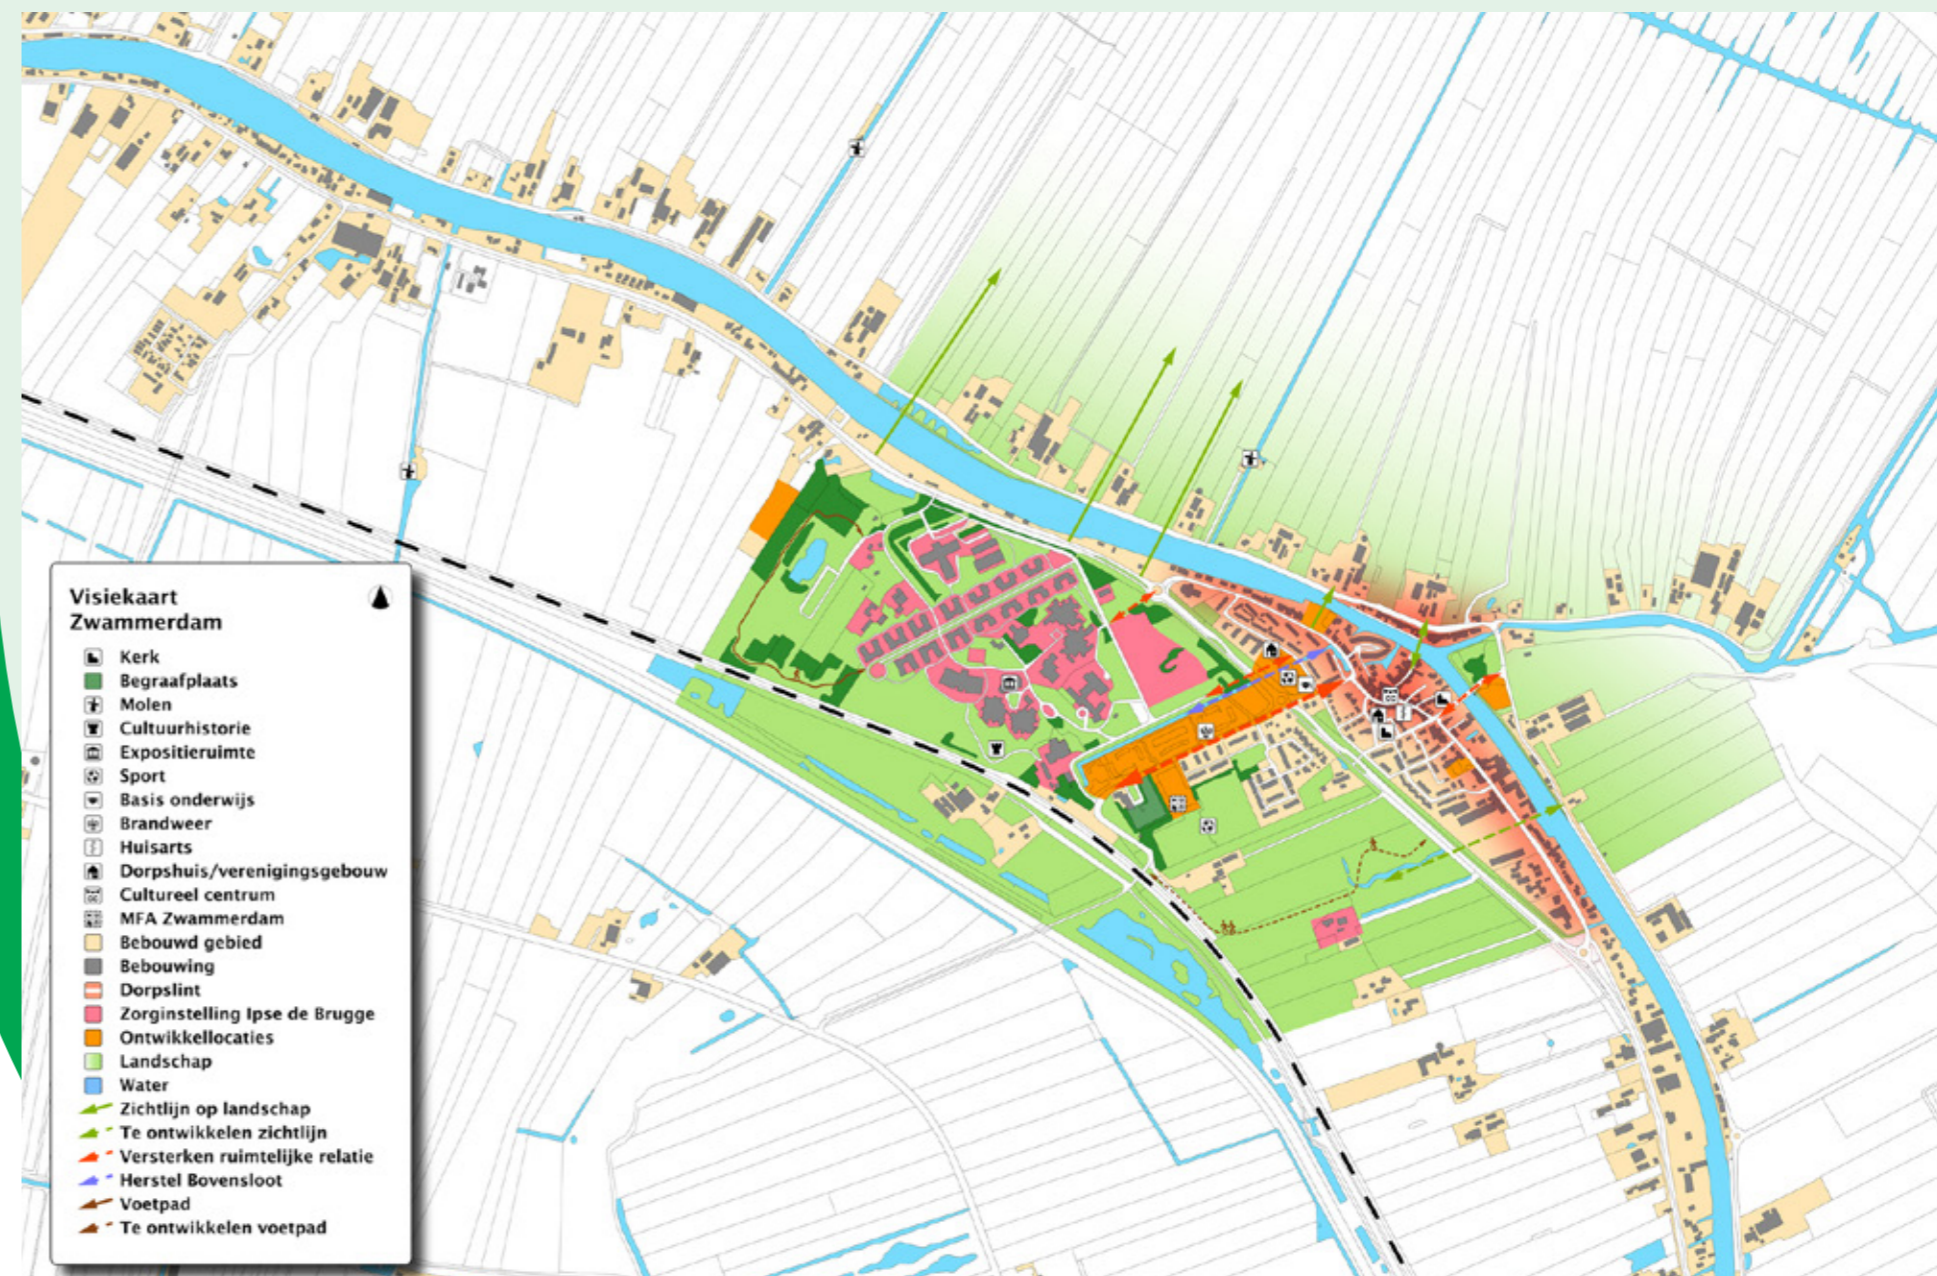 Visiekaart
Zwammerdam
Kerk
Begraafplaats
Molen
Cultuurhistorie
Expositieruimte
Sport
Basis onderwijs
Brandweer
Huisarts
Dorpshuis/verenigingsgebouw
Cultureel centrum
MFA Zwammerdam
Bebouwd gebied
Bebouwing
Dorpslint
Zorginstelling Ipse de Brugge
Ontwikkellocaties
Landschap
Water
Zichtlijn op landschap
Te ontwikkelen zichtlijn
Versterken ruimtelijke relatie
Herstel Bovensloot
Voetpad
Te ontwikkelen voetpad